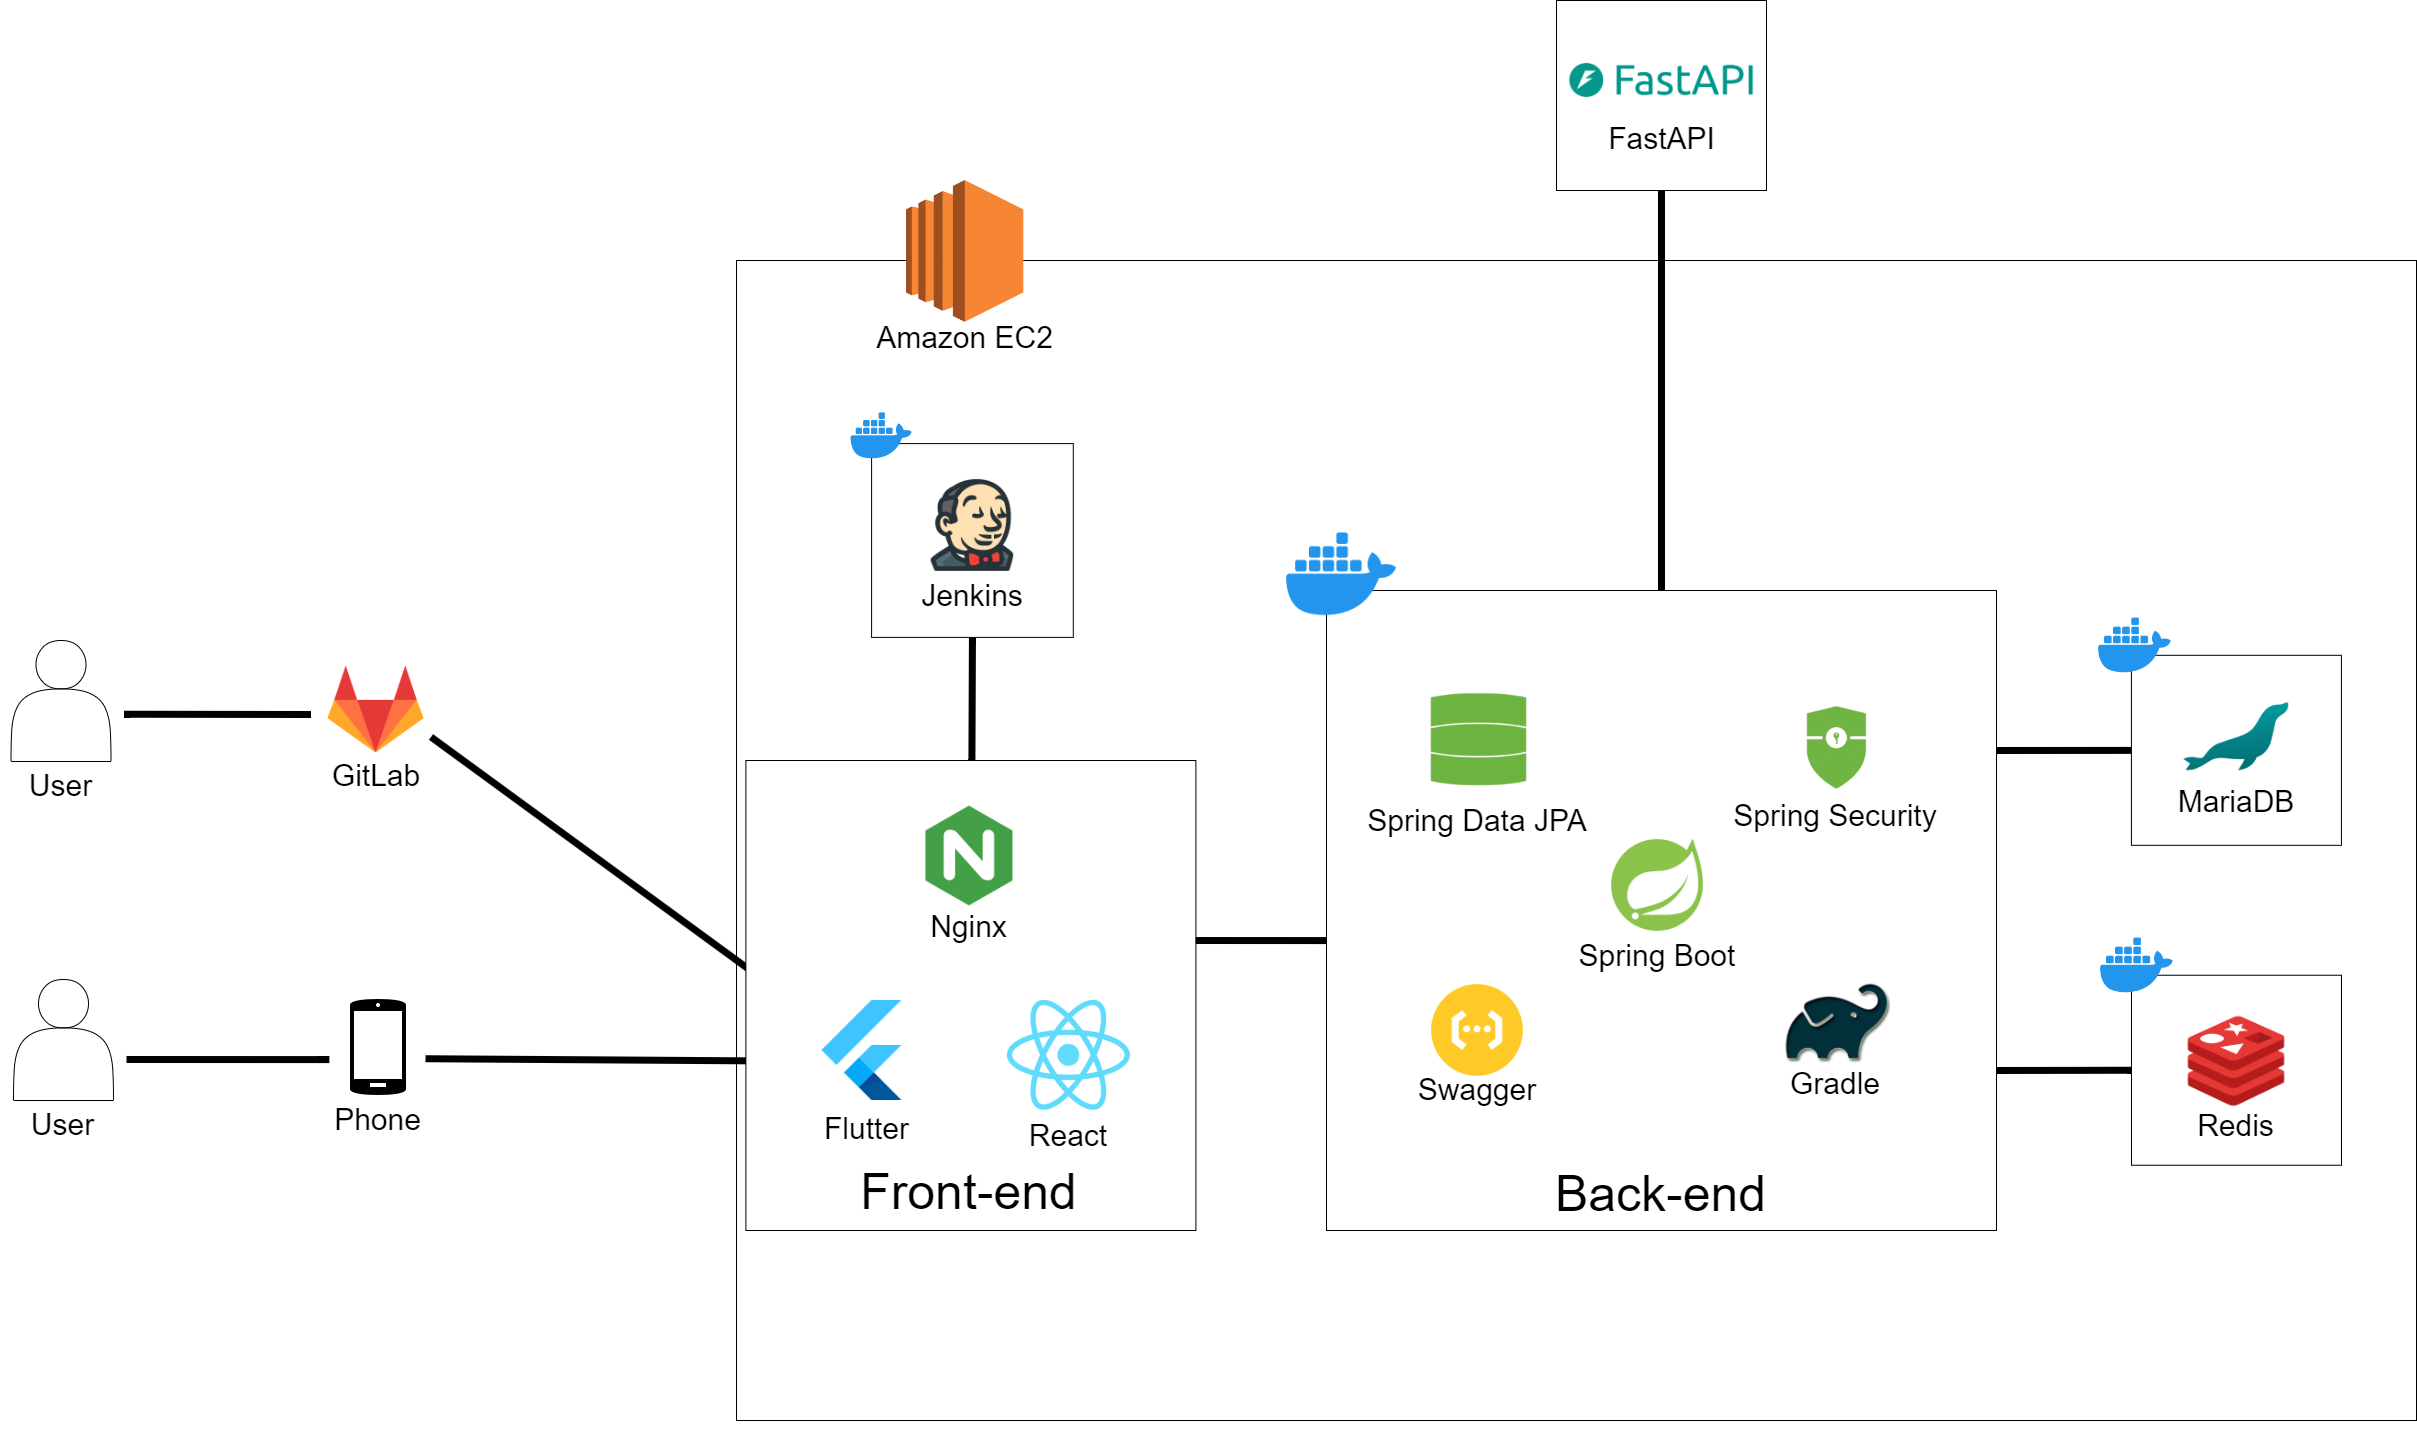 FastAPI
FastAPI
Amazon EC2
Jenkins
User
GitLab
Nginx
Spring Data JPA
Spring Security
MariaDB
Spring Boot
User
Phone
Flutter
React
Swagger
Gradle
Redis
Front-end
Back-end